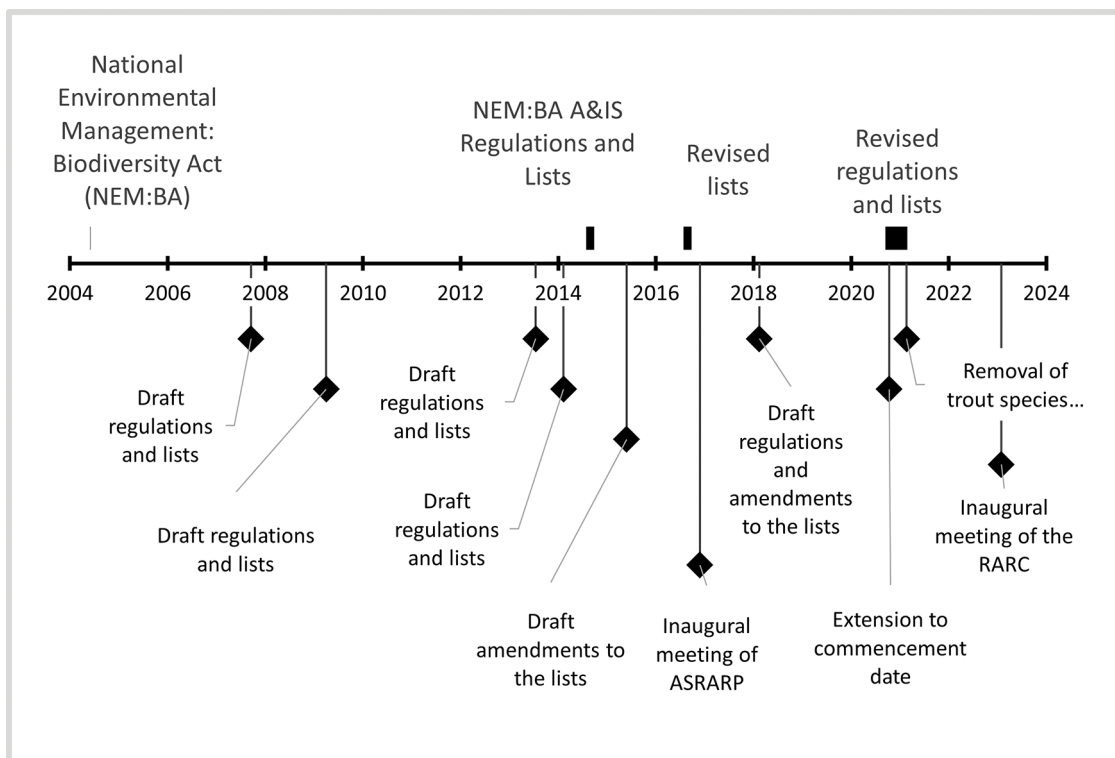 National
Environmental
Management:
Biodiversity Act
(NEM:BA)
NEM:BA A&IS
Regulations and
Lists
Revised
lists
Revised
regulations
and lists
2004 2006 2008 2010 2012 2014 2016 2018 2020 2022 2024
Draft
regulations
and lists
Draft regulations
and lists
Draft
regulations
and lists
Draft
regulations
and lists
Draft
amendments to
the lists
Inaugural
meeting of
ASRARP
Draft
regulations
and
amendments
to the lists
Extension to
commencement
date
Removal of
trout species...
Inaugural
meeting of the
RARC